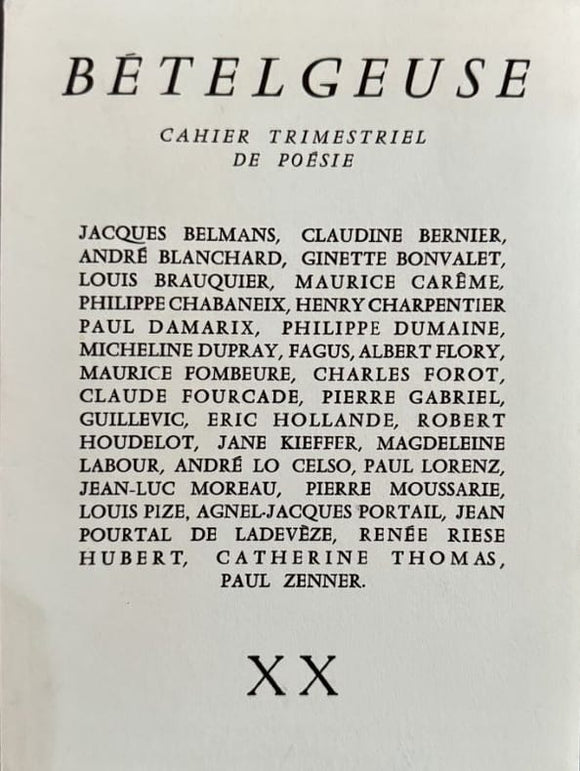 BÉTELGEUSE
CAHIER TRIMESTRIEL
DE POÉSIE
JACQUES BELMANS, CLAUDINE BERNIER,
ANDRÉ BLANCHARD, GINETTE BONVALET,
LOUIS BRAUQUIER, MAURICE CARÊME,
PHILIPPE CHABANEIX, HENRY CHARPENTIER
PAUL DAMARIX, PHILIPPE DUMAINE,
MICHELINE DUPRAY, FAGUS, ALBERT FLORY,
MAURICE FOMBEURE, CHARLES FOROT,
CLAUDE FOURCADE, PIERRE GABRIEL,
GUILLEVIC, ERIC HOLLANDE, ROBERT
HOUDELOT, JANE KIEFFER, MAGDELEINE
LABOUR, ANDRÉ LO CELSO, PAUL LORENZ,
JEAN-LUC MOREAU, PIERRE MOUSSARIE,
LOUIS PIZE, AGNEL-JACQUES PORTAIL, JEAN
POURTAL DE LADEVÈZE, RENÉE RIESE
HUBERT, CATHERINE THOMAS,
PAUL ZENNER.
XX